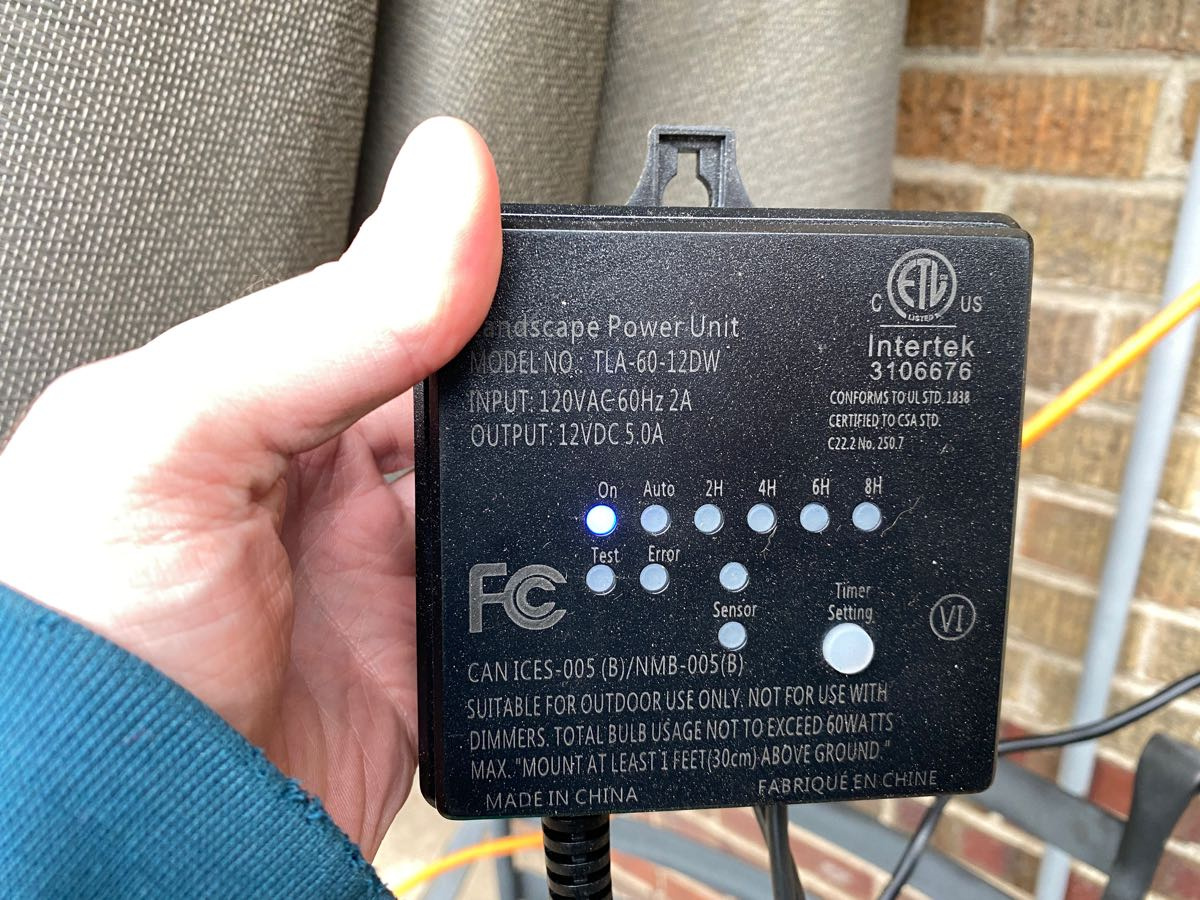 andscape Power Unit
MODEL NO.: TLA-60-12DW
INPUT: 120VAC 60Hz 2A
OUTPUT: 12VDC 5.0A
C ETL US
LISTED
Intertek
3106676
CONFORMS TO UL STD. 1838
CERTIFIED TO CSA STD.
C22.2 No. 250.7
On Auto 2H 4H 6H 8H
Test Error
Sensor
Timer
Setting
FC
VI
CAN ICES-005 (B)/NMB-005(B)
SUITABLE FOR OUTDOOR USE ONLY. NOT FOR USE WITH
DIMMERS. TOTAL BULB USAGE NOT TO EXCEED 60WATTS
MAX. "MOUNT AT LEAST 1 FEET(30cm) ABOVE GROUND."
MADE IN CHINA FABRIQUÉ EN CHINE